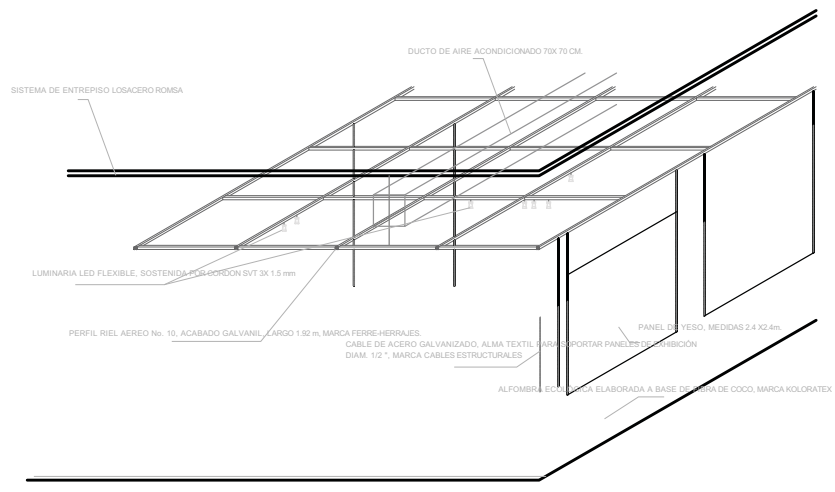 DUCTO DE AIRE ACONDICIONADO 70X 70 CM.
SISTEMA DE ENTREPISO LOSACERO ROMSA
LUMINARIA LED FLEXIBLE, SOSTENIDA POR CORDON SVT 3X 1.5 mm
PERFIL RIEL AEREO No. 10, ACABADO GALVANIL. LARGO 1.92 m, MARCA FERRE-HERRAJES.
PANEL DE YESO, MEDIDAS 2.4 X2.4m.
CABLE DE ACERO GALVANIZADO, ALMA TEXTIL PARA SOPORTAR PANELES DE EXHIBICIÓN
DIAM. 1/2 ", MARCA CABLES ESTRUCTURALES
ALFOMBRA ECOLÓGICA ELABORADA A BASE DE FIBRA DE COCO, MARCA KOLORATEX